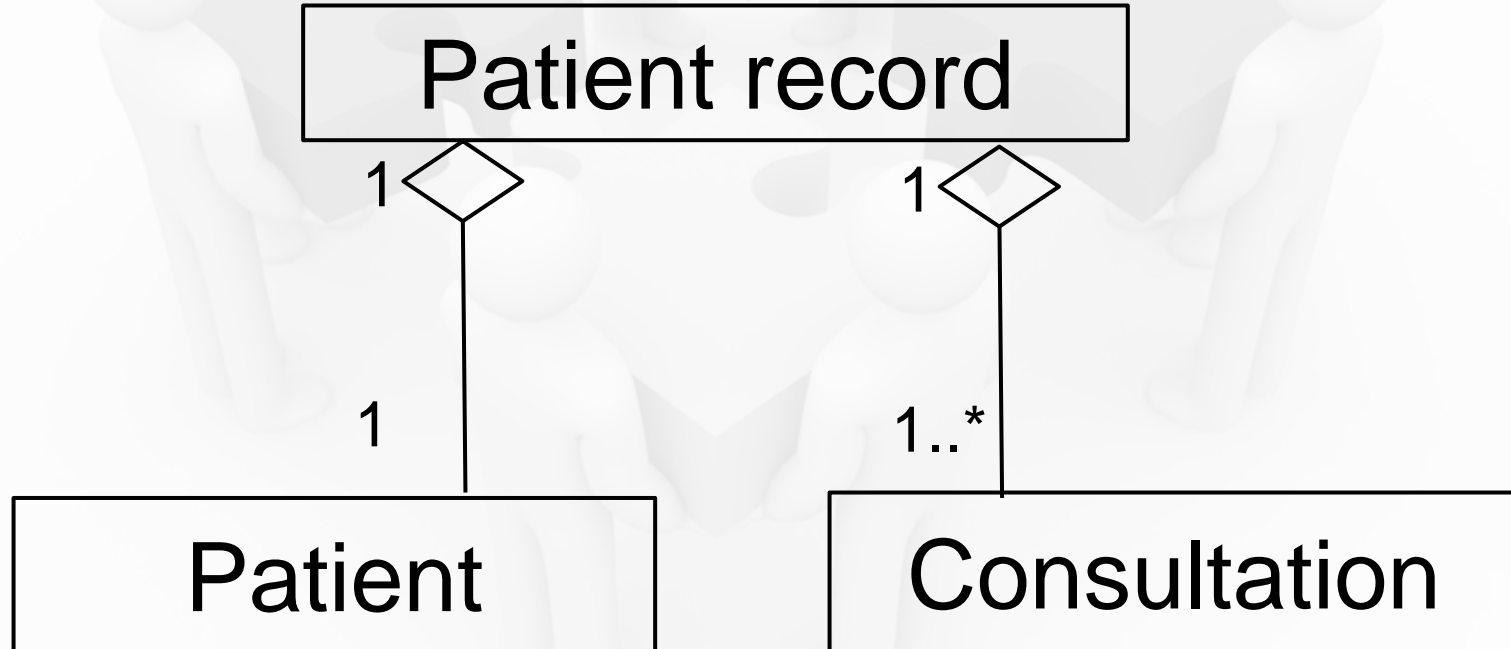 Patient record
1 1
1 1..*
Patient Consultation